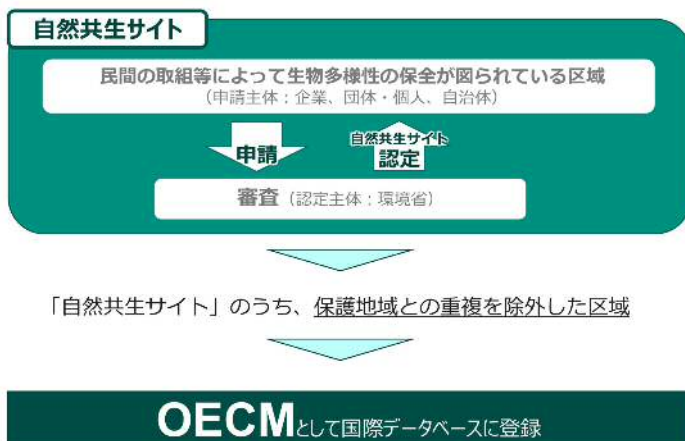 自然共生サイト
民間の取組等によって生物多様性の保全が図られている区域
（申請主体：企業、団体・個人、自治体）
申請
自然共生サイト
認定
審査（認定主体：環境省）
「自然共生サイト」のうち、保護地域との重複を除外した区域
OECMとして国際データベースに登録